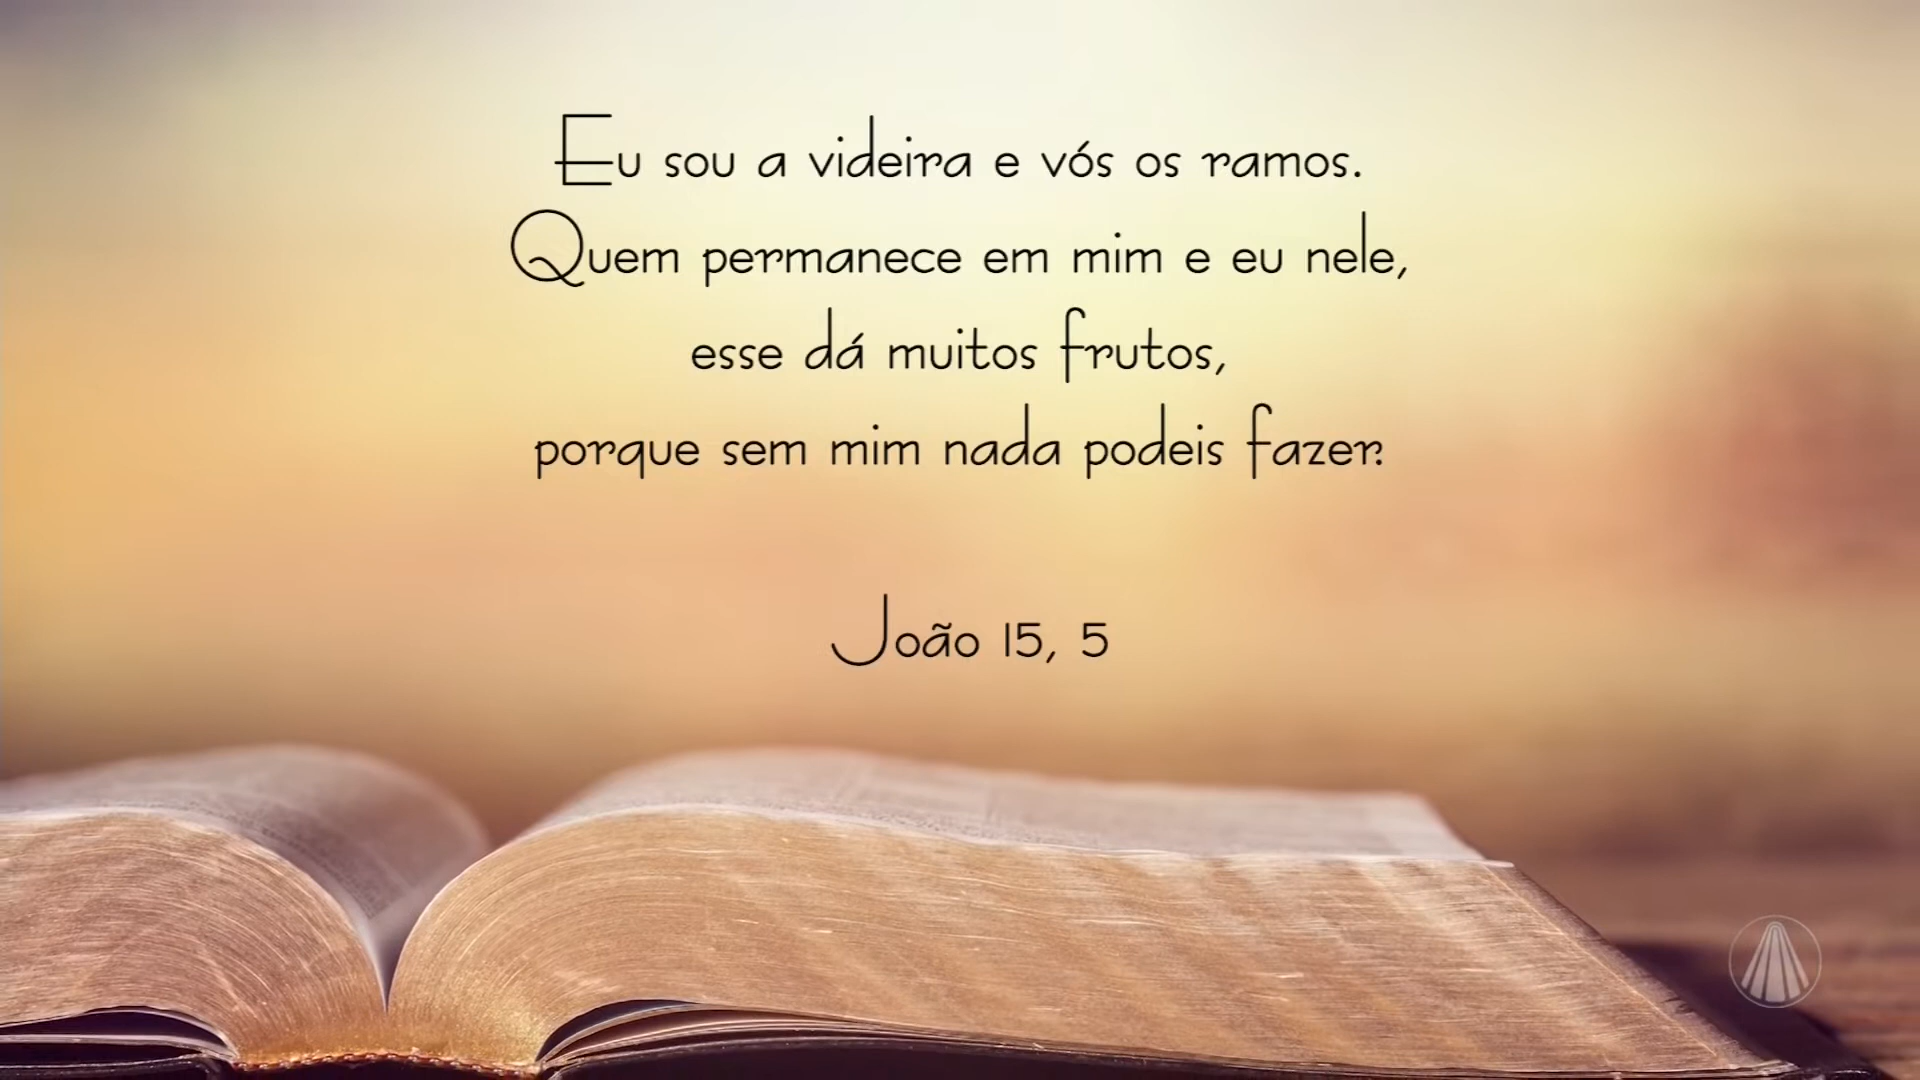 Eu sou a videira e vós os ramos.
Quem permanece em mim e eu nele,
esse dá muitos frutos,
porque sem mim nada podeis fazer.
João 15, 5